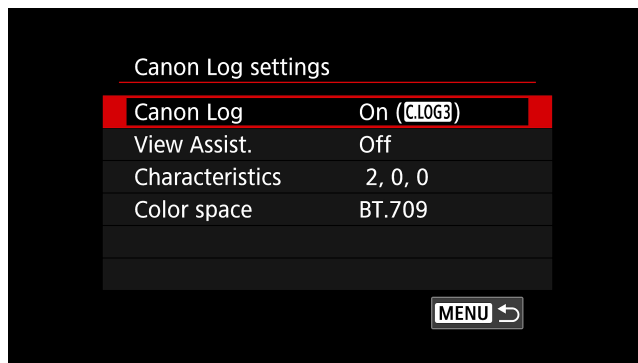 Canon Log settings
Canon Log On (C.LOG3)
View Assist. Off
Characteristics 2, 0, 0
Color space BT.709
MENU